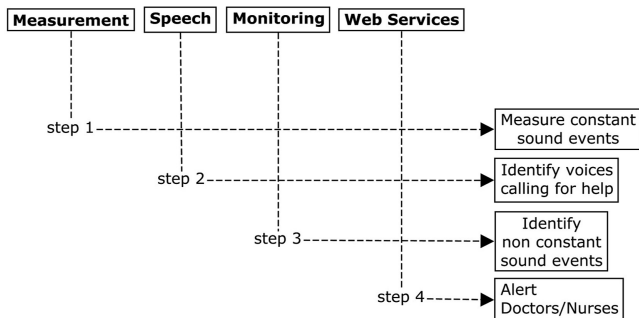 Measurement
Speech
Monitoring
Web Services
step 1
Measure constant
sound events
step 2
Identify voices
calling for help
step 3
Identify
non constant
sound events
step 4
Alert
Doctors/Nurses